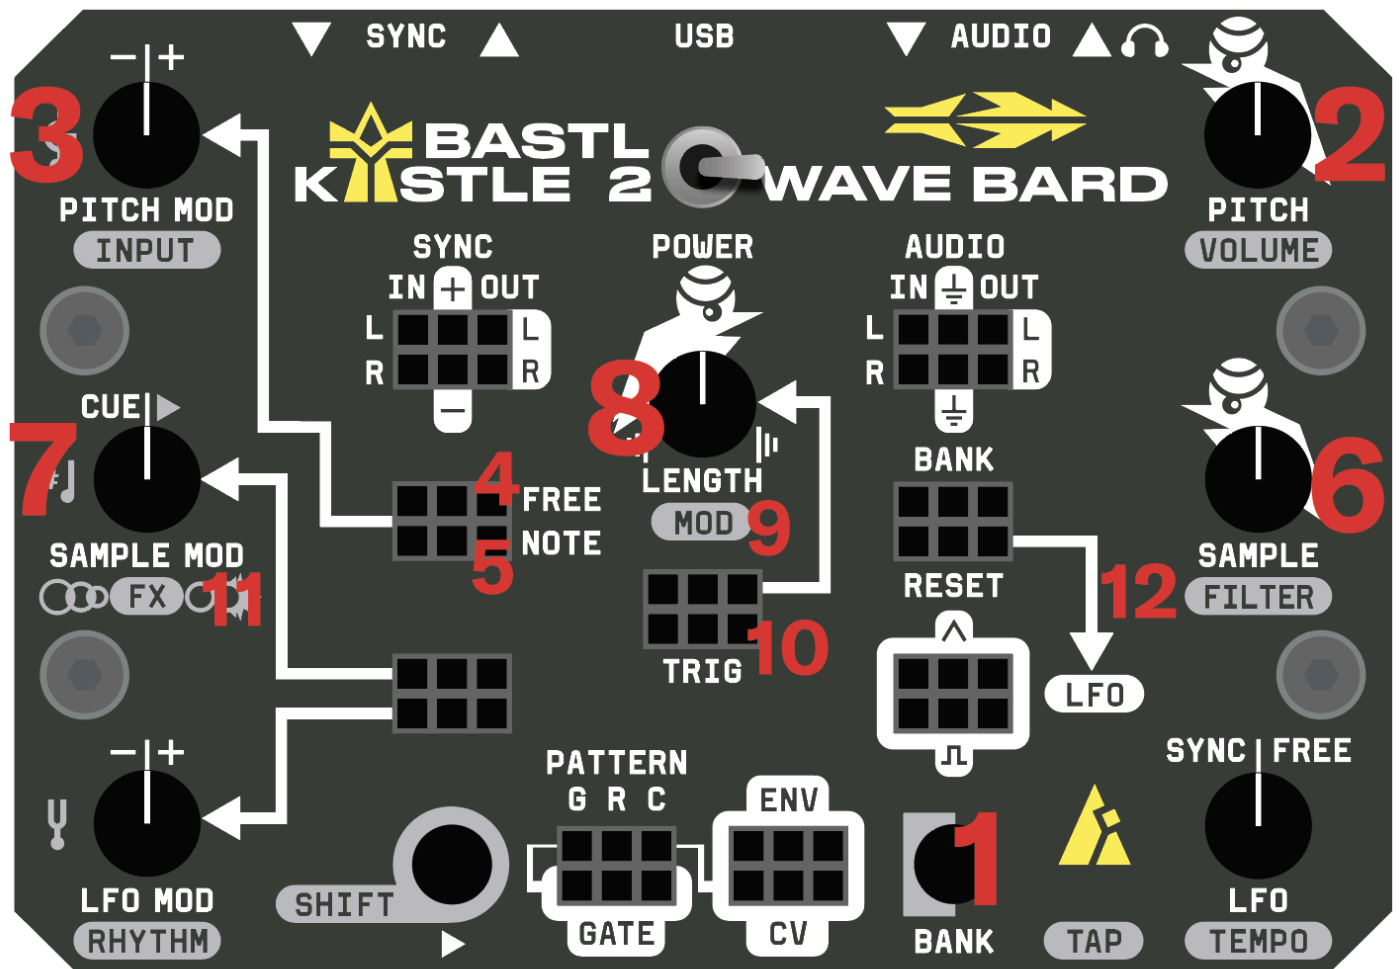 SYNC USB AUDIO
− +
3
2
BASTL
KASTLE 2 WAVE BARD
PITCH MOD
INPUT
SYNC
IN + OUT
L L
R R
−
POWER
AUDIO
IN OUT
L L
R R
PITCH
VOLUME
CUE
7
8
6
LENGTH
MOD 9
BANK
4 FREE
NOTE
5
SAMPLE MOD
FX 11
SAMPLE
FILTER
RESET
12
10
TRIG
LFO
− +
SYNC FREE
LFO MOD
RHYTHM
SHIFT
PATTERN
G R C
GATE
ENV
CV
1
BANK
TAP
LFO
TEMPO